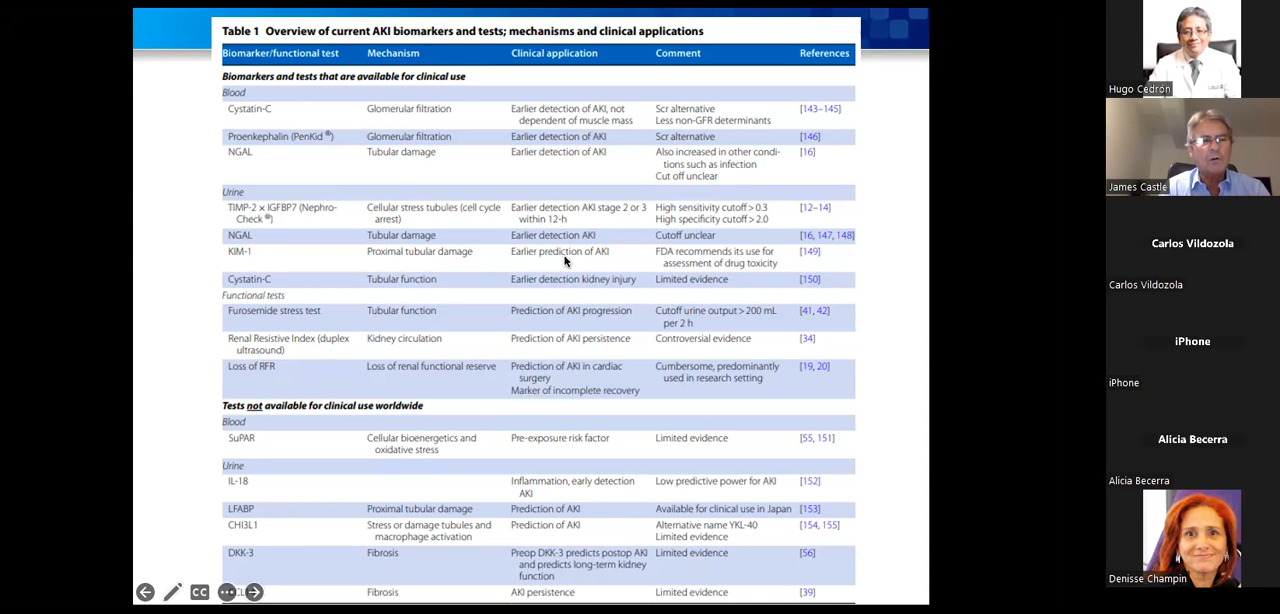 Table 1 Overview of current AKI biomarkers and tests; mechanisms and clinical applications
Biomarker/functional test Mechanism Clinical application Comment References
Biomarkers and tests that are available for clinical use
Blood
Cystatin-C Glomerular filtration Earlier detection of AKI, not Scr alternative [143–145]
dependent of muscle mass Less non-GFR determinants
Proenkephalin (PenKid ®) Glomerular filtration Earlier detection of AKI Scr alternative [146]
NGAL Tubular damage Earlier detection of AKI Also increased in other condi- [16]
tions such as infection
Cut off unclear
Urine
TIMP-2 × IGFBP7 (Nephro- Cellular stress tubules (cell cycle Earlier detection AKI stage 2 or 3 High sensitivity cutoff > 0.3 [12–14]
Check ®) arrest) within 12-h High specificity cutoff > 2.0
NGAL Tubular damage Earlier detection AKI Cutoff unclear [16, 147, 148]
KIM-1 Proximal tubular damage Earlier prediction of AKI FDA recommends its use for [149]
assessment of drug toxicity
Cystatin-C Tubular function Earlier detection kidney injury Limited evidence [150]
Functional tests
Furosemide stress test Tubular function Prediction of AKI progression Cutoff urine output > 200 mL [41, 42]
per 2 h
Renal Resistive Index (duplex Kidney circulation Prediction of AKI persistence Controversial evidence [34]
ultrasound)
Loss of RFR Loss of renal functional reserve Prediction of AKI in cardiac Cumbersome, predominantly [19, 20]
surgery used in research setting
Marker of incomplete recovery
Tests not available for clinical use worldwide
Blood
SuPAR Cellular bioenergetics and Pre-exposure risk factor Limited evidence [55, 151]
oxidative stress
Urine
IL-18 Inflammation, early detection Low predictive power for AKI [152]
AKI
LFABP Proximal tubular damage Prediction of AKI Available for clinical use in Japan [153]
CHI3L1 Stress or damage tubules and Prediction of AKI Alternative name YKL-40 [154, 155]
macrophage activation Limited evidence
DKK-3 Fibrosis Preop DKK-3 predicts postop AKI Limited evidence [56]
and predicts long-term kidney
function
Fibrosis AKI persistence Limited evidence [39]
CC
Hugo Cedrón
James Castle
Carlos Vildozola
Carlos Vildozola
iPhone
iPhone
Alicia Becerra
Alicia Becerra
Denisse Champin